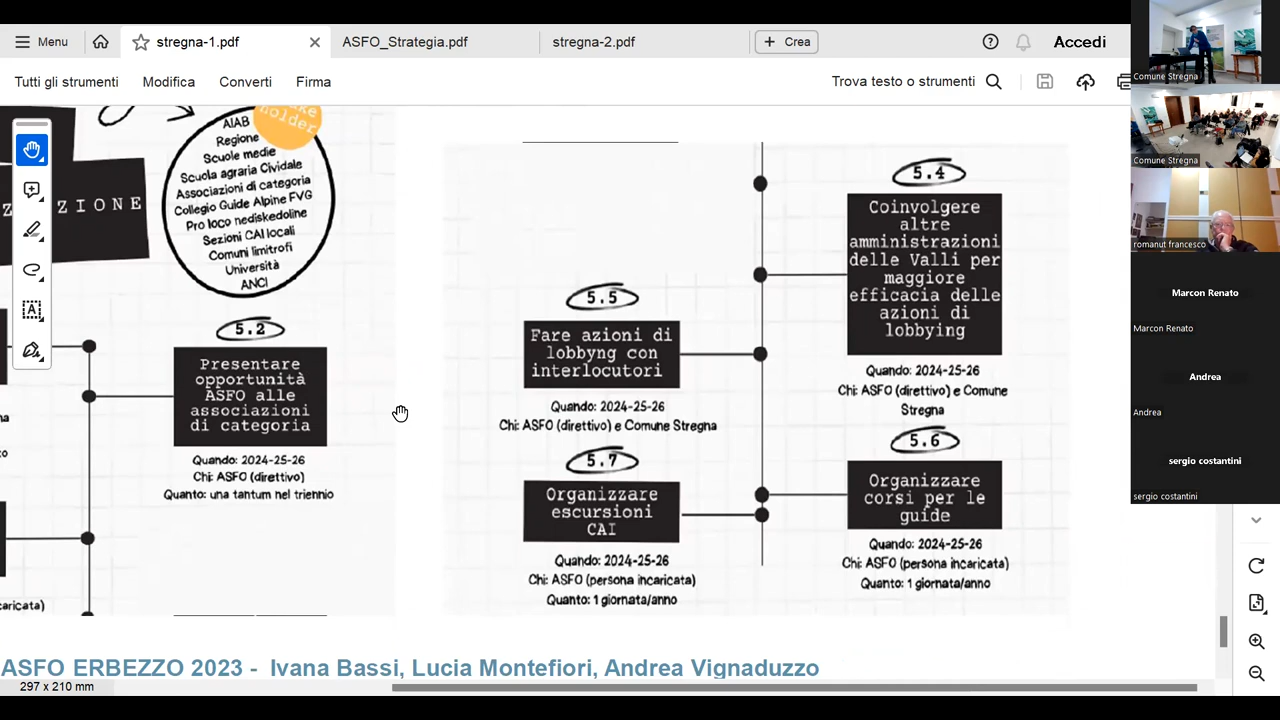 Menu
stregna-1.pdf
ASFO_Strategia.pdf
stregna-2.pdf
Crea
Accedi
Tutti gli strumenti
Modifica
Converti
Firma
Trova testo o strumenti
ZIONE
holder
AIAB
Regione
Scuole medie
Scuola agraria Cividale
Associazioni di categoria
Collegio Guide Alpine FVG
Pro loco nediskedoline
Sezioni CAI locali
Comuni limitrofi
Università
ANCI
5.2
Presentare
opportunità
ASFO alle
associazioni
di categoria
Quando: 2024-25-26
Chi: ASFO (direttivo)
Quanto: una tantum nel triennio
5.4
Coinvolgere
altre
amministrazioni
delle Valli per
maggiore
efficacia delle
azioni di
lobbying
Quando: 2024-25-26
Chi: ASFO (direttivo) e Comune
Stregna
5.5
Fare azioni di
lobbyng con
interlocutori
Quando: 2024-25-26
Chi: ASFO (direttivo) e Comune Stregna
5.6
Organizzare
corsi per le
guide
Quando: 2024-25-26
Chi: ASFO (persona incaricata)
Quanto: 1 giornata/anno
5.7
Organizzare
escursioni
CAI
Quando: 2024-25-26
Chi: ASFO (persona incaricata)
Quanto: 1 giornata/anno
ASFO ERBEZZO 2023 - Ivana Bassi, Lucia Montefiori, Andrea Vignaduzzo
297 x 210 mm
Comune Stregna
Comune Stregna
romanut francesco
Marcon Renato
Marcon Renato
Andrea
Andrea
sergio costantini
sergio costantini